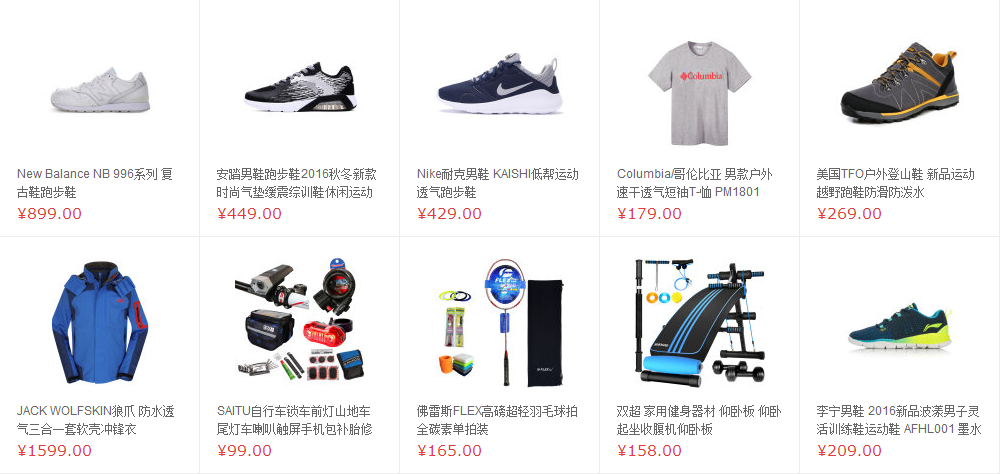 Columbia
New Balance NB 996系列 复
古鞋跑步鞋
¥899.00
安踏男鞋跑步鞋2016秋冬新款
时尚气垫缓震综训鞋休闲运动
¥449.00
Nike耐克男鞋 KAISHI低帮运动
透气跑步鞋
¥429.00
Columbia/哥伦比亚 男款户外
速干透气短袖T-恤 PM1801
¥179.00
美国TFO户外登山鞋 新品运动
越野跑鞋防滑防泼水
¥269.00
FLEX
FLEX
JACK WOLFSKIN狼爪 防水透
气三合一套软壳冲锋衣
¥1599.00
SAITU自行车锁车前灯山地车
尾灯车喇叭触屏手机包补胎修
¥99.00
佛雷斯FLEX高磅超轻羽毛球拍
全碳素单拍装
¥165.00
双超 家用健身器材 仰卧板 仰卧
起坐收腹机仰卧板
¥158.00
李宁男鞋 2016新品波漾男子灵
活训练鞋运动鞋 AFHL001 墨水
¥209.00